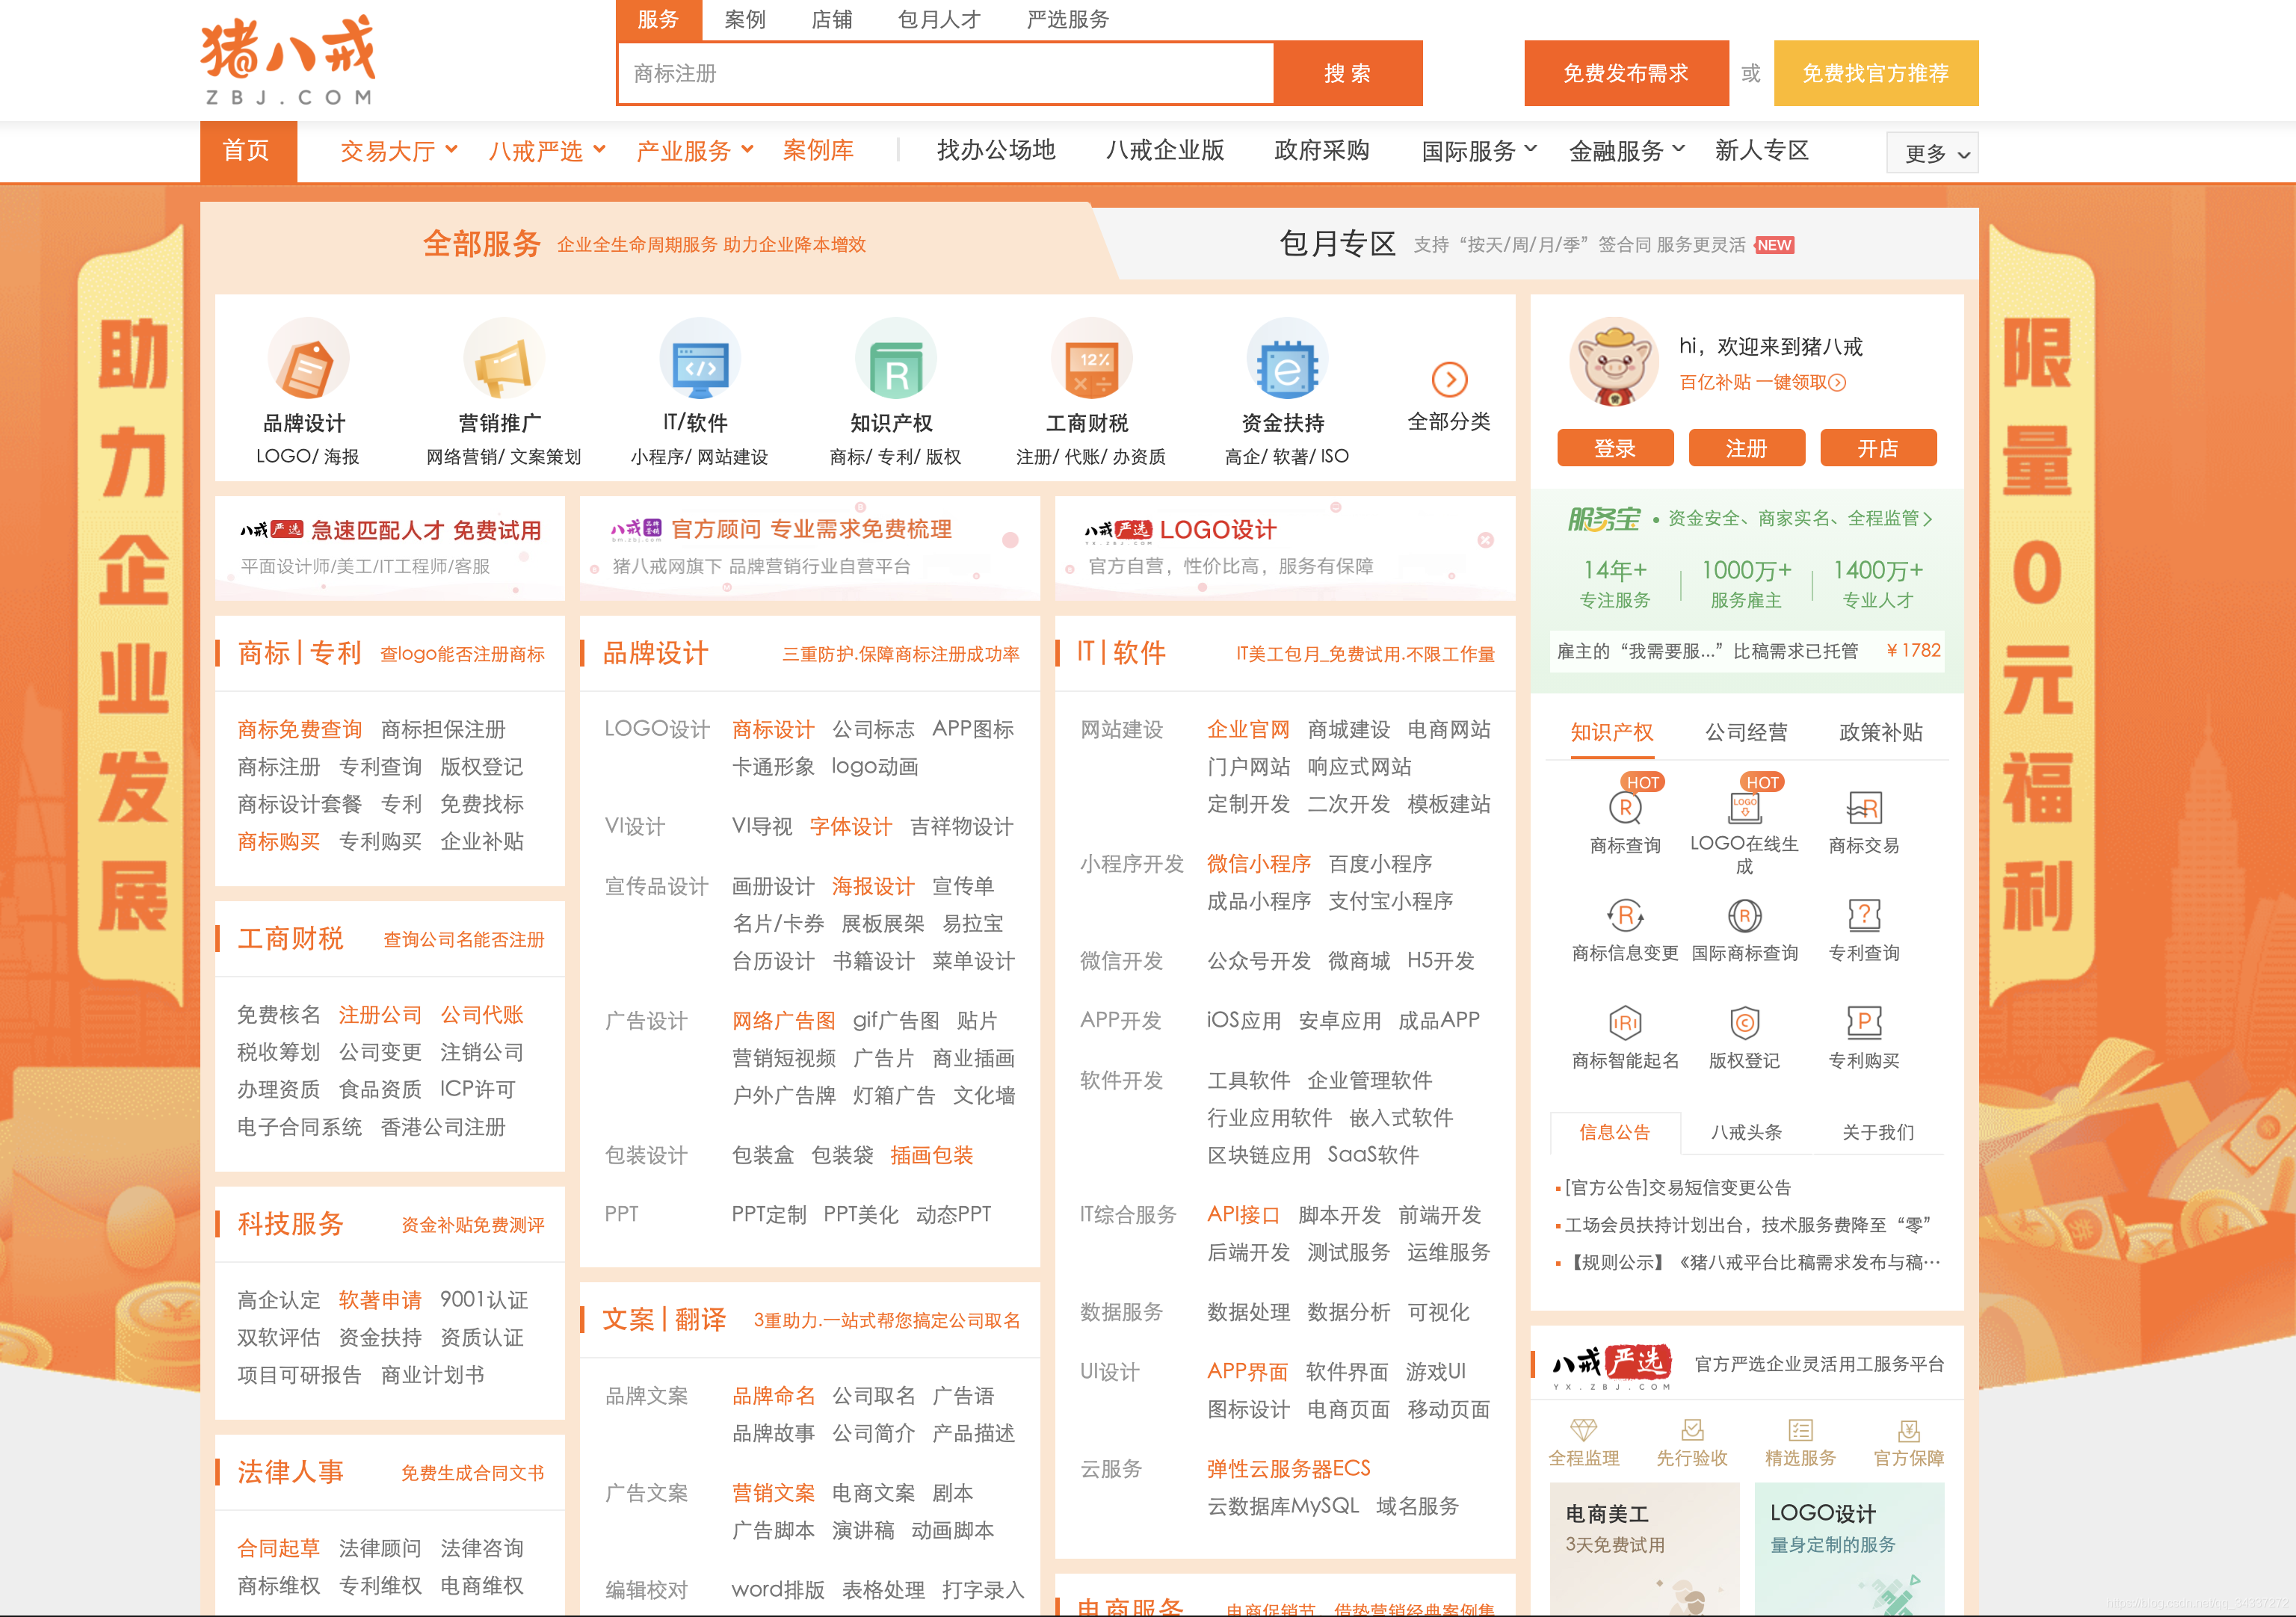 猪八戒
ZBJ.COM
服务 案例 店铺 包月人才 严选服务
商标注册 搜索
免费发布需求 或 免费找官方推荐
首页 交易大厅 八戒严选 产业服务 案例库 找办公场地 八戒企业版 政府采购 国际服务 金融服务 新人专区 更多
助力企业发展
限量0元福利
全部服务 企业全生命周期服务 助力企业降本增效
包月专区 支持“按天/周/月/季”签合同 服务更灵活 NEW
品牌设计 营销推广 IT/软件 知识产权 工商财税 资金扶持 全部分类
LOGO/ 海报 网络营销/ 文案策划 小程序/ 网站建设 商标/ 专利/ 版权 注册/ 代账/ 办资质 高企/ 软著/ ISO
12%
hi，欢迎来到猪八戒
百亿补贴 一键领取
登录 注册 开店
八戒严选 急速匹配人才 免费试用
平面设计师/美工/IT工程师/客服
八戒品牌营销 官方顾问 专业需求免费梳理
猪八戒网旗下 品牌营销行业自营平台
八戒严选 LOGO设计
YX.ZBJ.COM
官方自营，性价比高，服务有保障
服务宝 • 资金安全、商家实名、全程监管
14年+ 1000万+ 1400万+
专注服务 服务雇主 专业人才
雇主的“我需要服...”比稿需求已托管 ¥1782
商标|专利 查logo能否注册商标
商标免费查询 商标担保注册
商标注册 专利查询 版权登记
商标设计套餐 专利 免费找标
商标购买 专利购买 企业补贴
工商财税 查询公司名能否注册
免费核名 注册公司 公司代账
税收筹划 公司变更 注销公司
办理资质 食品资质 ICP许可
电子合同系统 香港公司注册
科技服务 资金补贴免费测评
高企认定 软著申请 9001认证
双软评估 资金扶持 资质认证
项目可研报告 商业计划书
法律人事 免费生成合同文书
合同起草 法律顾问 法律咨询
商标维权 专利维权 电商维权
品牌设计 三重防护.保障商标注册成功率
LOGO设计 商标设计 公司标志 APP图标
卡通形象 logo动画
VI设计 VI导视 字体设计 吉祥物设计
宣传品设计 画册设计 海报设计 宣传单
名片/卡券 展板展架 易拉宝
台历设计 书籍设计 菜单设计
广告设计 网络广告图 gif广告图 贴片
营销短视频 广告片 商业插画
户外广告牌 灯箱广告 文化墙
包装设计 包装盒 包装袋 插画包装
PPT PPT定制 PPT美化 动态PPT
文案|翻译 3重助力.一站式帮您搞定公司取名
品牌文案 品牌命名 公司取名 广告语
品牌故事 公司简介 产品描述
广告文案 营销文案 电商文案 剧本
广告脚本 演讲稿 动画脚本
编辑校对 word排版 表格处理 打字录入
IT|软件 IT美工包月_免费试用.不限工作量
网站建设 企业官网 商城建设 电商网站
门户网站 响应式网站
定制开发 二次开发 模板建站
小程序开发 微信小程序 百度小程序
成品小程序 支付宝小程序
微信开发 公众号开发 微商城 H5开发
APP开发 iOS应用 安卓应用 成品APP
软件开发 工具软件 企业管理软件
行业应用软件 嵌入式软件
区块链应用 SaaS软件
IT综合服务 API接口 脚本开发 前端开发
后端开发 测试服务 运维服务
数据服务 数据处理 数据分析 可视化
UI设计 APP界面 软件界面 游戏UI
图标设计 电商页面 移动页面
云服务 弹性云服务器ECS
云数据库MySQL 域名服务
电商服务 电商促销节，借势营销经典案例集
知识产权 公司经营 政策补贴
HOT HOT
LOGO
商标查询 LOGO在线生成 商标交易
商标信息变更 国际商标查询 专利查询
商标智能起名 版权登记 专利购买
信息公告 八戒头条 关于我们
[官方公告]交易短信变更公告
工场会员扶持计划出台，技术服务费降至“零”
【规则公示】《猪八戒平台比稿需求发布与稿…
八戒严选 官方严选企业灵活用工服务平台
YX.ZBJ.COM
全程监理 先行验收 精选服务 官方保障
电商美工 LOGO设计
3天免费试用 量身定制的服务